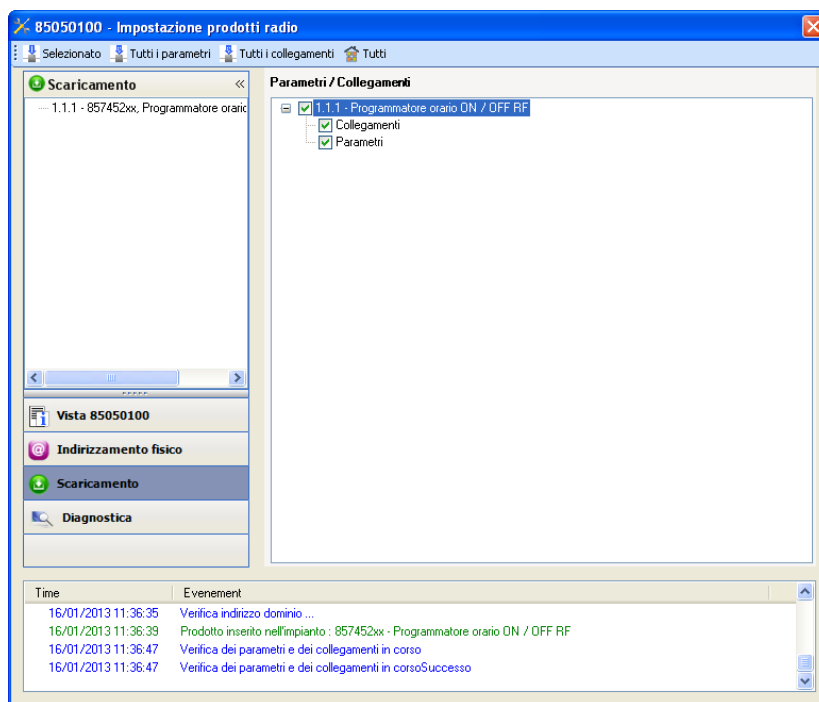 85050100 - Impostazione prodotti radio
Selezionato Tutti i parametri Tutti i collegamenti Tutti
Scaricamento «
1.1.1 - 857452xx, Programmatore orario
Parametri / Collegamenti
1.1.1 - Programmatore orario ON / OFF RF
Collegamenti
Parametri
Vista 85050100
Indirizzamento fisico
Scaricamento
Diagnostica
Time Evenement
16/01/2013 11:36:35 Verifica indirizzo dominio ...
16/01/2013 11:36:39 Prodotto inserito nell'impianto : 857452xx - Programmatore orario ON / OFF RF
16/01/2013 11:36:47 Verifica dei parametri e dei collegamenti in corso
16/01/2013 11:36:47 Verifica dei parametri e dei collegamenti in corsoSuccesso